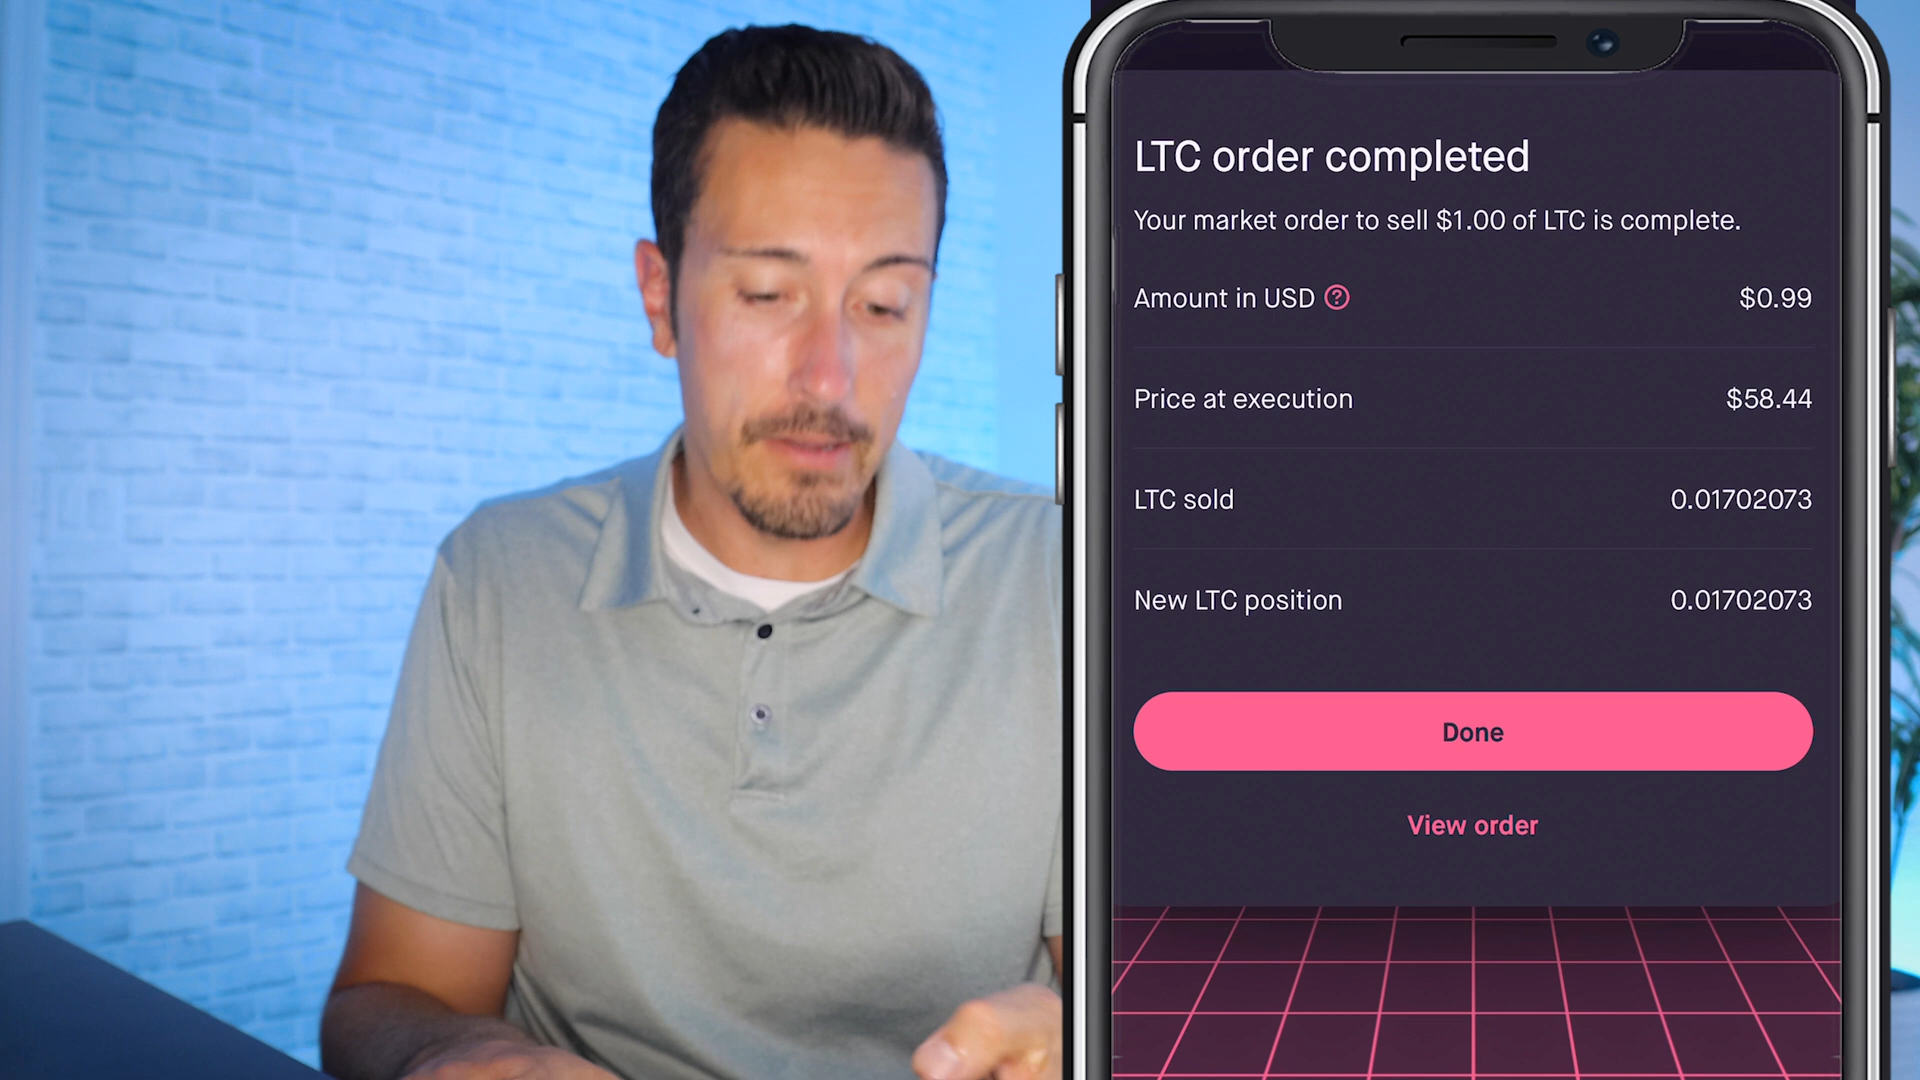 LTC order completed
Your market order to sell $1.00 of LTC is complete.
Amount in USD ? $0.99
Price at execution $58.44
LTC sold 0.01702073
New LTC position 0.01702073
Done
View order